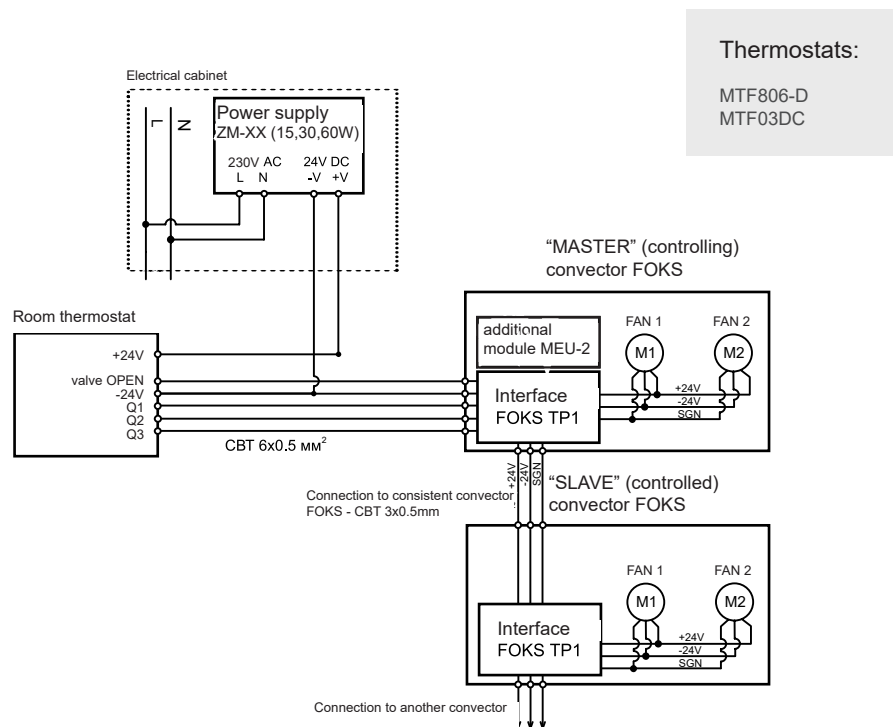 Thermostats:
MTF806-D
MTF03DC
Electrical cabinet
L
N
Power supply
ZM-XX (15,30,60W)
230V AC 24V DC
L N -V +V
“MASTER” (controlling)
convector FOKS
Room thermostat
+24V
valve OPEN
-24V
Q1
Q2
Q3
CBT 6x0.5 мм²
additional
module MEU-2
FAN 1
FAN 2
M1
M2
Interface
FOKS TP1
+24V
-24V
SGN
+24V
-24V
SGN
Connection to consistent convector
FOKS - CBT 3x0.5mm
“SLAVE” (controlled)
convector FOKS
FAN 1
FAN 2
M1
M2
Interface
FOKS TP1
+24V
-24V
SGN
Connection to another convector